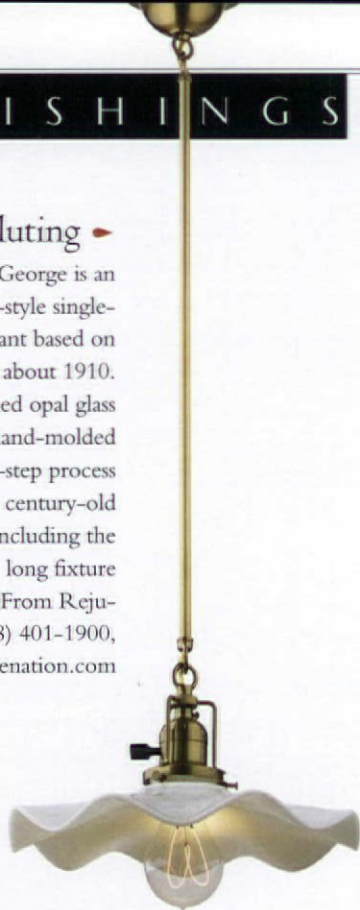 ISHINGS
luting
George is an
-style single-
ant based on
about 1910.
ed opal glass
and-molded
-step process
century-old
ncluding the
long fixture
From Reju-
8) 401-1900,
enation.com